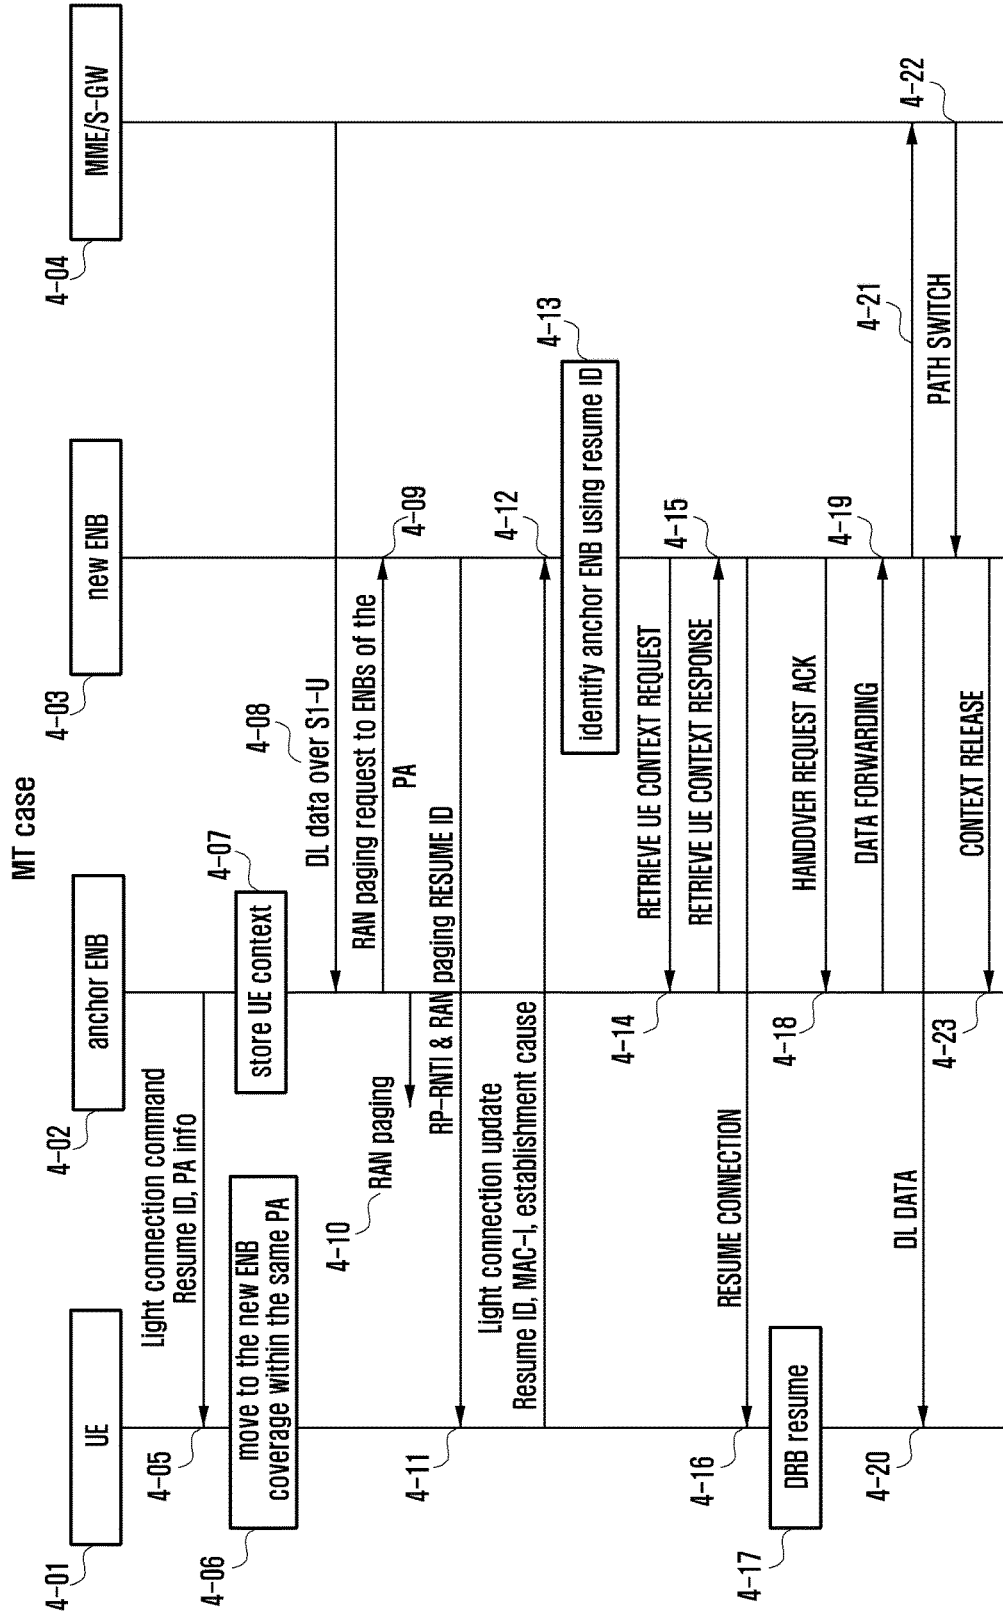 MT case
4-01
UE
4-02
anchor ENB
4-03
new ENB
4-04
MME/S-GW
Light connection command
Resume ID, PA info
4-05
4-06
move to the new ENB
coverage within the same PA
store UE context
4-07
4-08
DL data over S1-U
RAN paging request to ENBS of the
PA
4-09
4-10
RAN paging
RP-RNTI & RAN paging RESUME ID
4-11
Light connection update
Resume ID, MAC-I, establishment cause
4-12
identify anchor ENB using resume ID
4-13
RETRIEVE UE CONTEXT REQUEST
4-14
RETRIEVE UE CONTEXT RESPONSE
4-15
RESUME CONNECTION
4-16
4-17
DRB resume
HANDOVER REQUEST ACK
4-18
DATA FORWARDING
4-19
DL DATA
4-20
4-21
PATH SWITCH
4-22
CONTEXT RELEASE
4-23